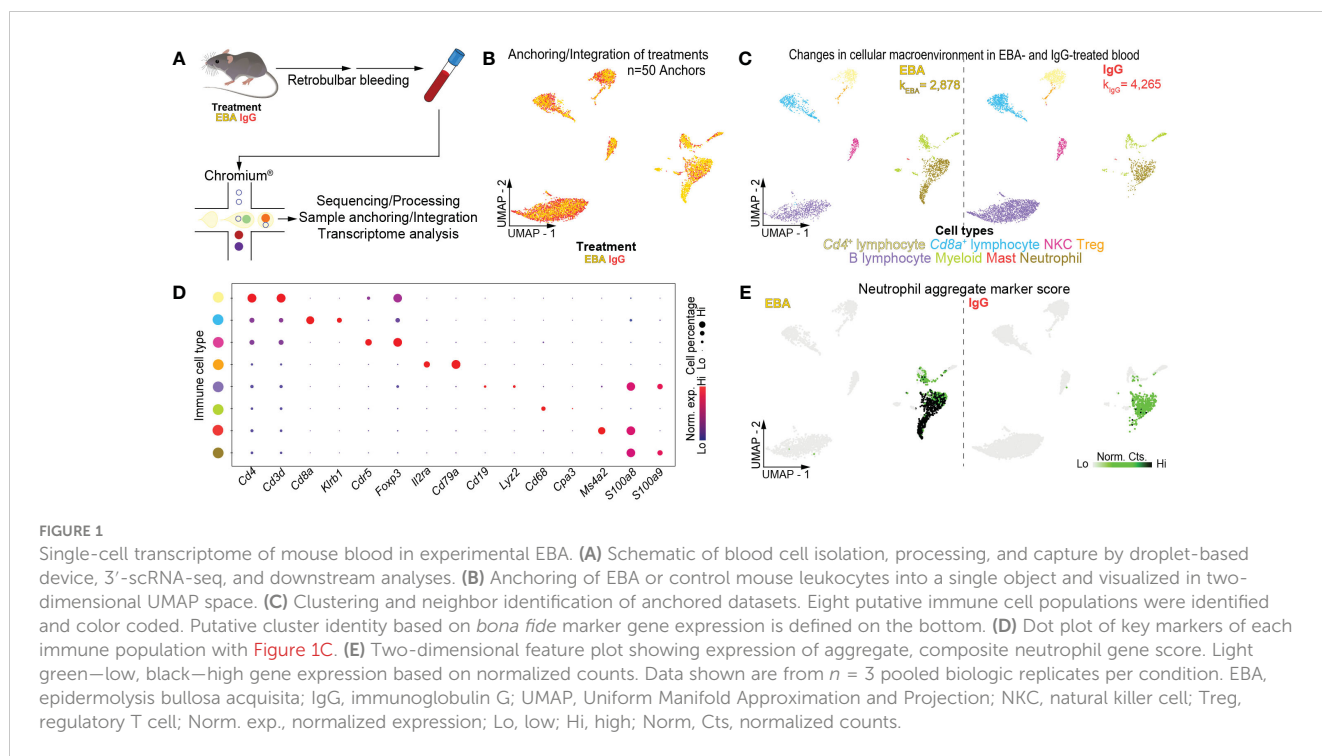 A
Retrobulbar bleeding
Treatment
EBA IgG
Chromium®
Sequencing/Processing
Sample anchoring/Integration
Transcriptome analysis
B
Anchoring/Integration of treatments
n=50 Anchors
UMAP - 2
UMAP - 1
Treatment
EBA IgG
C
Changes in cellular macroenvironment in EBA- and IgG-treated blood
EBA
kEBA= 2,878
IgG
kIgG= 4,265
UMAP - 2
UMAP - 1
Cell types
Cd4+ lymphocyte Cd8a+ lymphocyte NKC Treg
B lymphocyte Myeloid Mast Neutrophil
D
Immune cell type
Cd4 Cd3d Cd8a Klrb1 Cdr5 Foxp3 Il2ra Cd79a Cd19 Ly2z Cd68 Cpa3 Ms4a2 S100a8 S100a9
Cell percentage
Lo Hi
Norm. exp.
Lo Hi
E
Neutrophil aggregate marker score
EBA
IgG
UMAP - 2
UMAP - 1
Norm. Cts.
Lo Hi
FIGURE 1
Single-cell transcriptome of mouse blood in experimental EBA. (A) Schematic of blood cell isolation, processing, and capture by droplet-based
device, 3′-scRNA-seq, and downstream analyses. (B) Anchoring of EBA or control mouse leukocytes into a single object and visualized in two-
dimensional UMAP space. (C) Clustering and neighbor identification of anchored datasets. Eight putative immune cell populations were identified
and color coded. Putative cluster identity based on bona fide marker gene expression is defined on the bottom. (D) Dot plot of key markers of each
immune population with Figure 1C. (E) Two-dimensional feature plot showing expression of aggregate, composite neutrophil gene score. Light
green—low, black—high gene expression based on normalized counts. Data shown are from n = 3 pooled biologic replicates per condition. EBA,
epidermolysis bullosa acquisita; IgG, immunoglobulin G; UMAP, Uniform Manifold Approximation and Projection; NKC, natural killer cell; Treg,
regulatory T cell; Norm. exp., normalized expression; Lo, low; Hi, high; Norm, Cts, normalized counts.